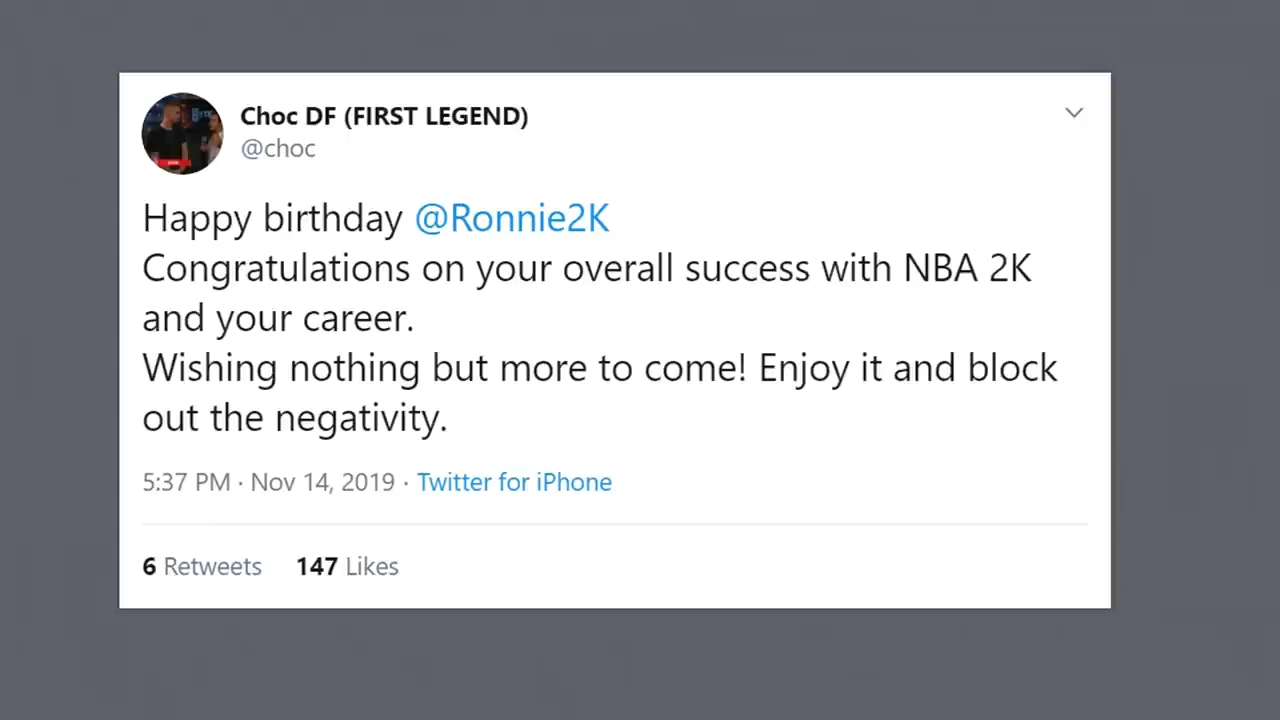 Choc DF (FIRST LEGEND)
@choc
Happy birthday @Ronnie2K
Congratulations on your overall success with NBA 2K
and your career.
Wishing nothing but more to come! Enjoy it and block
out the negativity.
5:37 PM · Nov 14, 2019 · Twitter for iPhone
6 Retweets 147 Likes